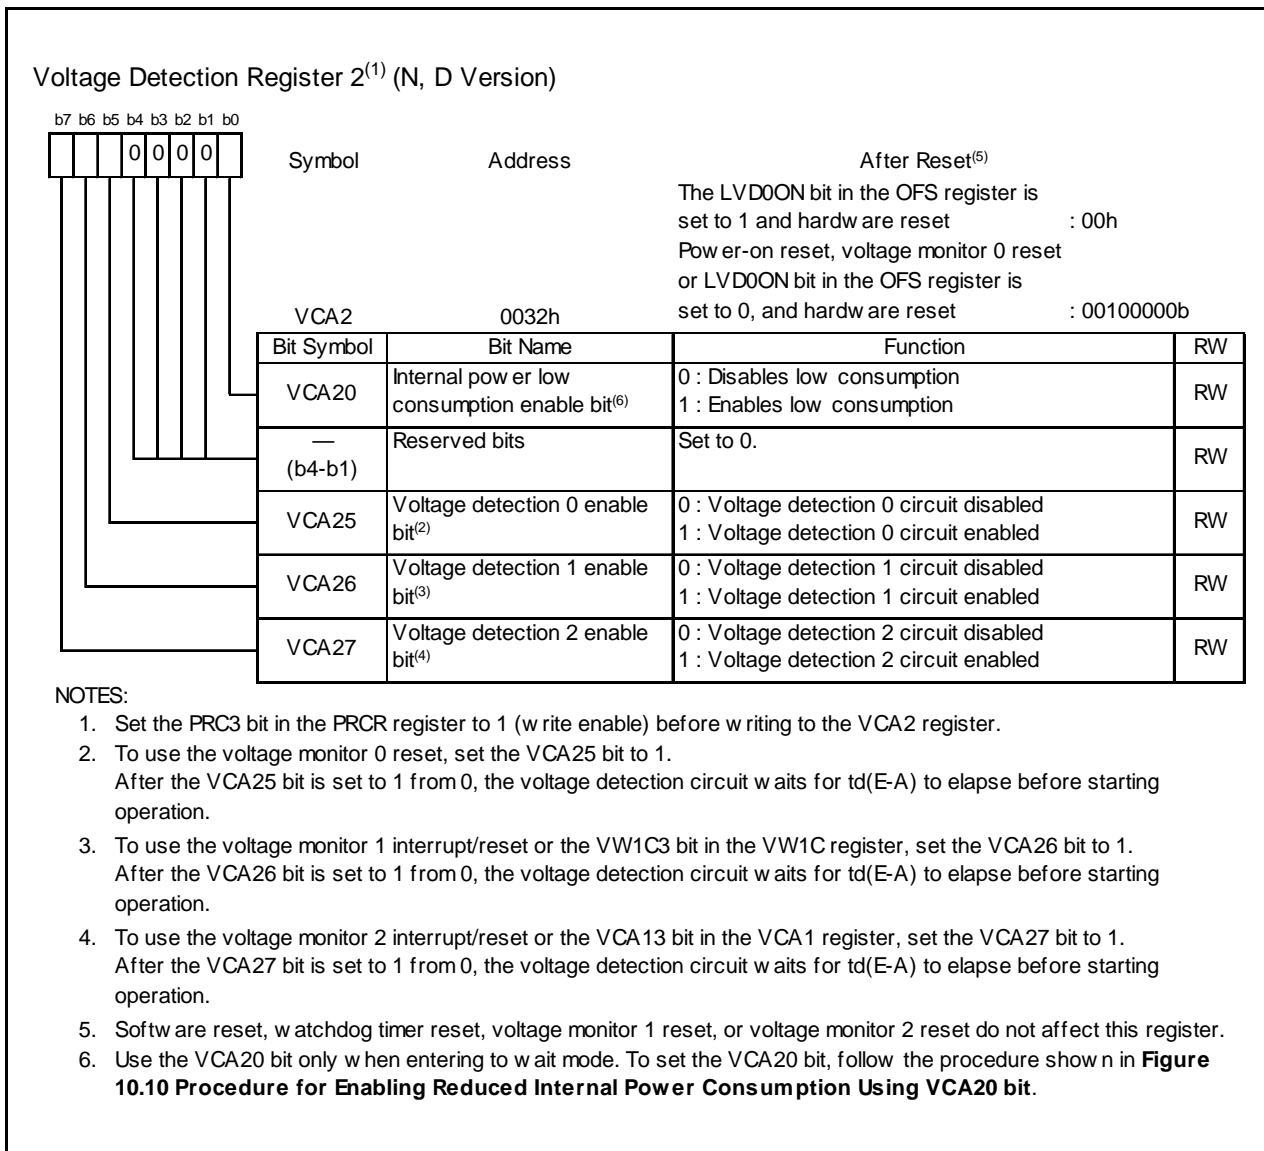 Voltage Detection Register 2(1) (N, D Version)
b7 b6 b5 b4 b3 b2 b1 b0
0 0 0 0
Symbol Address After Reset(5)
The LVD0ON bit in the OFS register is
set to 1 and hardware reset : 00h
Power-on reset, voltage monitor 0 reset
or LVD0ON bit in the OFS register is
VCA2 0032h set to 0, and hardware reset : 00100000b
Bit Symbol Bit Name Function RW
VCA20 Internal power low consumption enable bit(6) 0 : Disables low consumption
1 : Enables low consumption RW
— (b4-b1) Reserved bits Set to 0. RW
VCA25 Voltage detection 0 enable bit(2) 0 : Voltage detection 0 circuit disabled
1 : Voltage detection 0 circuit enabled RW
VCA26 Voltage detection 1 enable bit(3) 0 : Voltage detection 1 circuit disabled
1 : Voltage detection 1 circuit enabled RW
VCA27 Voltage detection 2 enable bit(4) 0 : Voltage detection 2 circuit disabled
1 : Voltage detection 2 circuit enabled RW
NOTES:
1. Set the PRC3 bit in the PRCR register to 1 (write enable) before writing to the VCA2 register.
2. To use the voltage monitor 0 reset, set the VCA25 bit to 1.
After the VCA25 bit is set to 1 from 0, the voltage detection circuit waits for td(E-A) to elapse before starting
operation.
3. To use the voltage monitor 1 interrupt/reset or the VW1C3 bit in the VW1C register, set the VCA26 bit to 1.
After the VCA26 bit is set to 1 from 0, the voltage detection circuit waits for td(E-A) to elapse before starting
operation.
4. To use the voltage monitor 2 interrupt/reset or the VCA13 bit in the VCA1 register, set the VCA27 bit to 1.
After the VCA27 bit is set to 1 from 0, the voltage detection circuit waits for td(E-A) to elapse before starting
operation.
5. Software reset, watchdog timer reset, voltage monitor 1 reset, or voltage monitor 2 reset do not affect this register.
6. Use the VCA20 bit only when entering to wait mode. To set the VCA20 bit, follow the procedure shown in Figure
10.10 Procedure for Enabling Reduced Internal Power Consumption Using VCA20 bit.